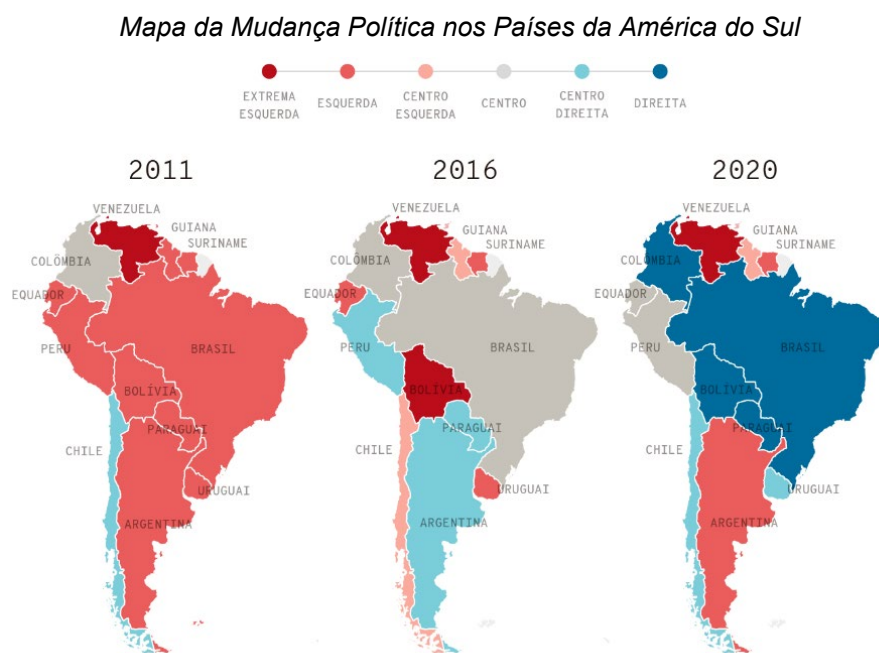 Mapa da Mudança Política nos Países da América do Sul
EXTREMA ESQUERDA
ESQUERDA
CENTRO ESQUERDA
CENTRO
CENTRO DIREITA
DIREITA
2011
VENEZUELA
GUIANA
SURINAME
COLÔMBIA
EQUADOR
PERU
BRASIL
BOLÍVIA
PARAGUAI
CHILE
URUGUAI
ARGENTINA
2016
VENEZUELA
GUIANA
SURINAME
COLÔMBIA
EQUADOR
PERU
BRASIL
BOLÍVIA
PARAGUAI
CHILE
URUGUAI
ARGENTINA
2020
VENEZUELA
GUIANA
SURINAME
COLÔMBIA
EQUADOR
PERU
BRASIL
BOLÍVIA
PARAGUAI
CHILE
URUGUAI
ARGENTINA